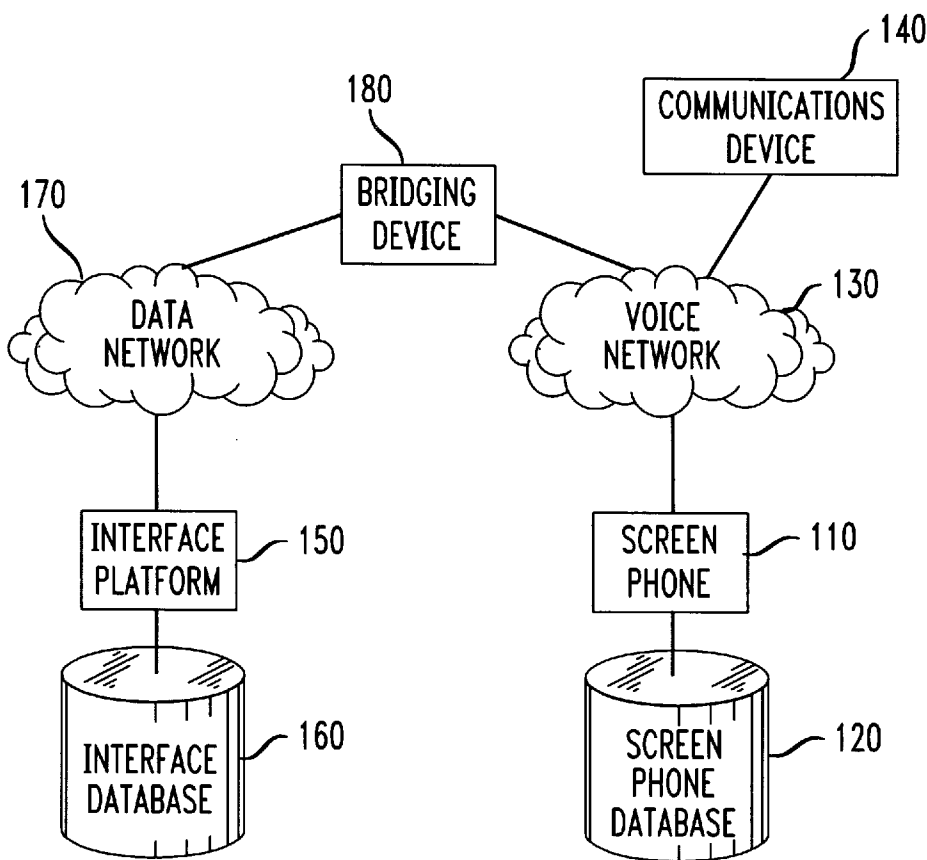 140
COMMUNICATIONS
DEVICE
180
BRIDGING
DEVICE
170
DATA
NETWORK
130
VOICE
NETWORK
INTERFACE
PLATFORM
150
SCREEN
PHONE
110
INTERFACE
DATABASE
160
SCREEN
PHONE
DATABASE
120